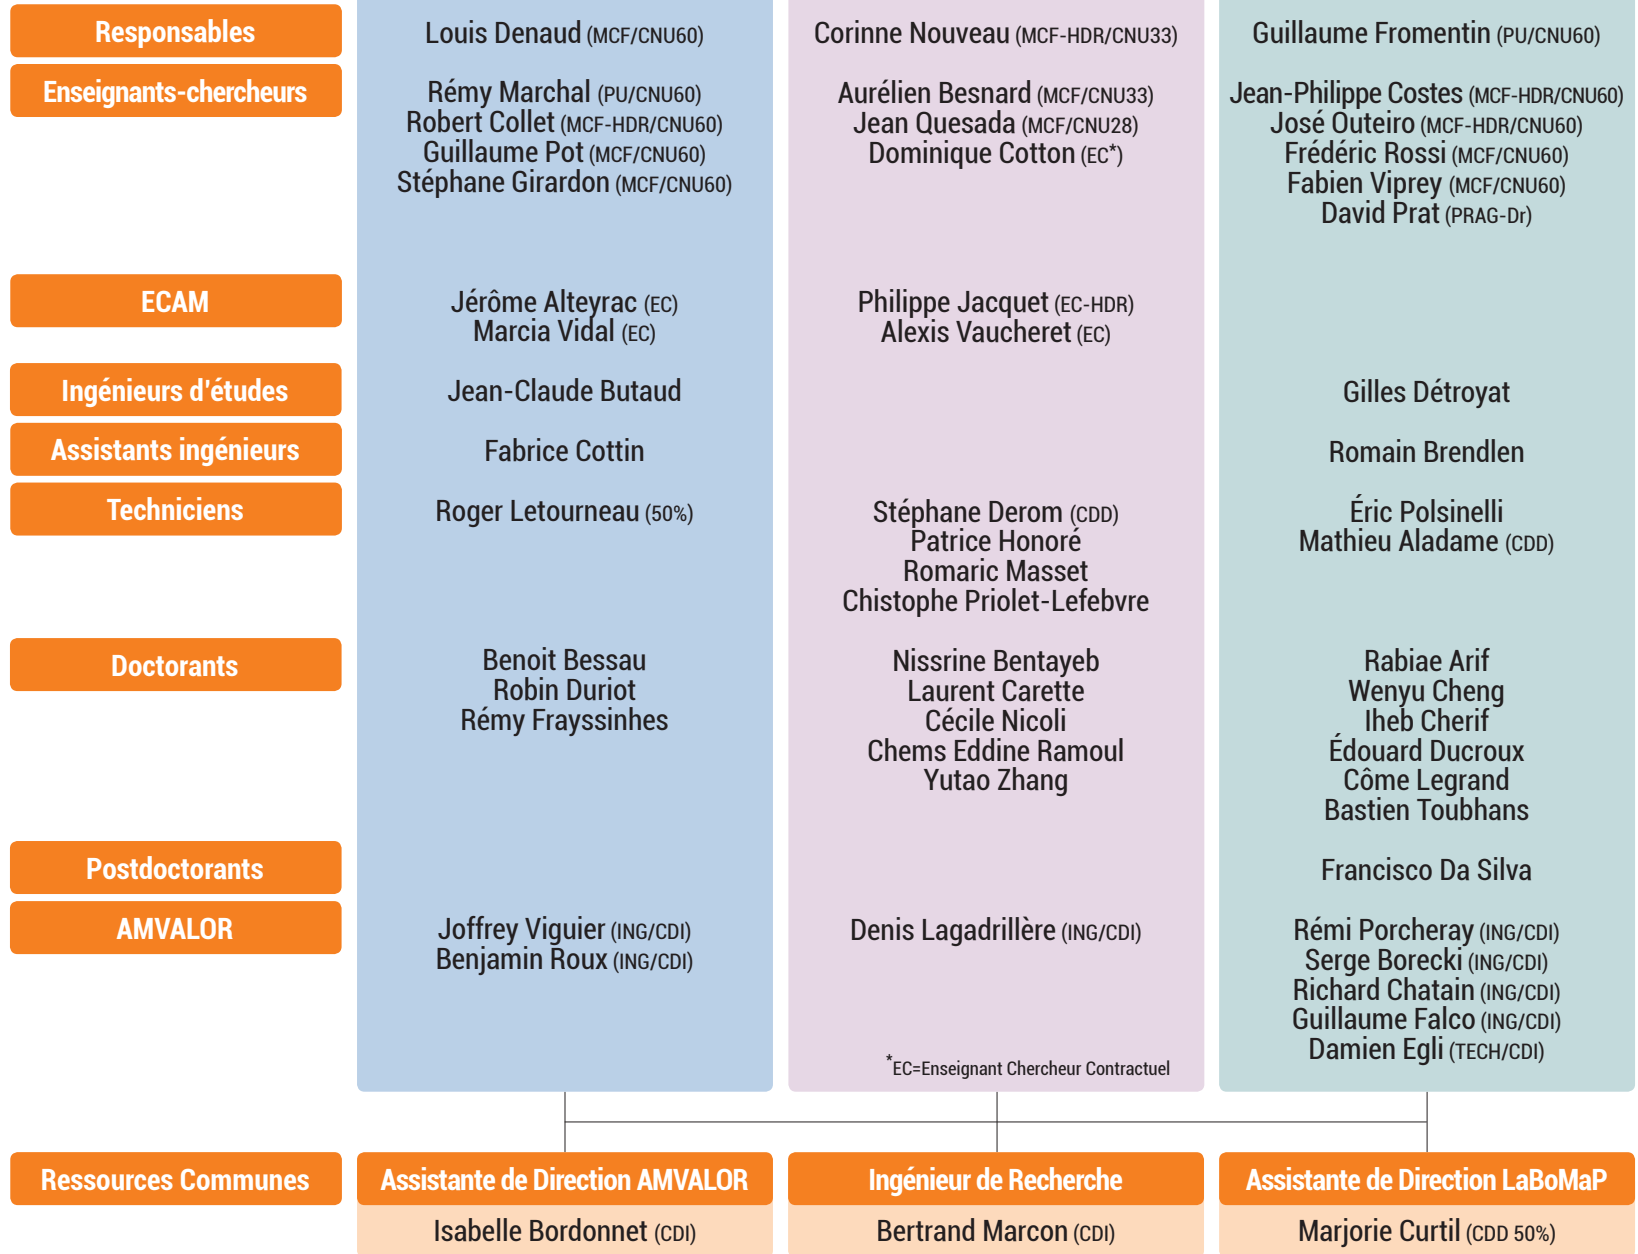 Responsables
Louis Denaud (MCF/CNU60)
Corinne Nouveau (MCF-HDR/CNU33)
Guillaume Fromentin (PU/CNU60)
Enseignants-chercheurs
Rémy Marchal (PU/CNU60)
Robert Collet (MCF-HDR/CNU60)
Guillaume Pot (MCF/CNU60)
Stéphane Girardon (MCF/CNU60)
Aurélien Besnard (MCF/CNU33)
Jean Quesada (MCF/CNU28)
Dominique Cotton (EC*)
Jean-Philippe Costes (MCF-HDR/CNU60)
José Outeiro (MCF-HDR/CNU60)
Frédéric Rossi (MCF/CNU60)
Fabien Viprey (MCF/CNU60)
David Prat (PRAG-Dr)
ECAM
Jérôme Alteyrac (EC)
Marcia Vidal (EC)
Philippe Jacquet (EC-HDR)
Alexis Vaucheret (EC)
Ingénieurs d'études
Jean-Claude Butaud
Gilles Détroyat
Assistants ingénieurs
Fabrice Cottin
Romain Brendlen
Techniciens
Roger Letourneau (50%)
Stéphane Derom (CDD)
Patrice Honoré
Romaric Masset
Chistophe Priolet-Lefebvre
Éric Polsinelli
Mathieu Aladame (CDD)
Doctorants
Benoit Bessau
Robin Duriot
Rémy Frayssinhes
Nissrine Bentayeb
Laurent Carette
Cécile Nicoli
Chems Eddine Ramoul
Yutao Zhang
Rabiae Arif
Wenyu Cheng
Iheb Cherif
Édouard Ducroux
Côme Legrand
Bastien Toubhans
Postdoctorants
Francisco Da Silva
AMVALOR
Joffrey Viguier (ING/CDI)
Benjamin Roux (ING/CDI)
Denis Lagadrillère (ING/CDI)
Rémi Porcheray (ING/CDI)
Serge Borecki (ING/CDI)
Richard Chatain (ING/CDI)
Guillaume Falco (ING/CDI)
Damien Egli (TECH/CDI)
*EC=Enseignant Chercheur Contractuel
Ressources Communes
Assistante de Direction AMVALOR
Isabelle Bordonnet (CDI)
Ingénieur de Recherche
Bertrand Marcon (CDI)
Assistante de Direction LaBoMaP
Marjorie Curtil (CDD 50%)